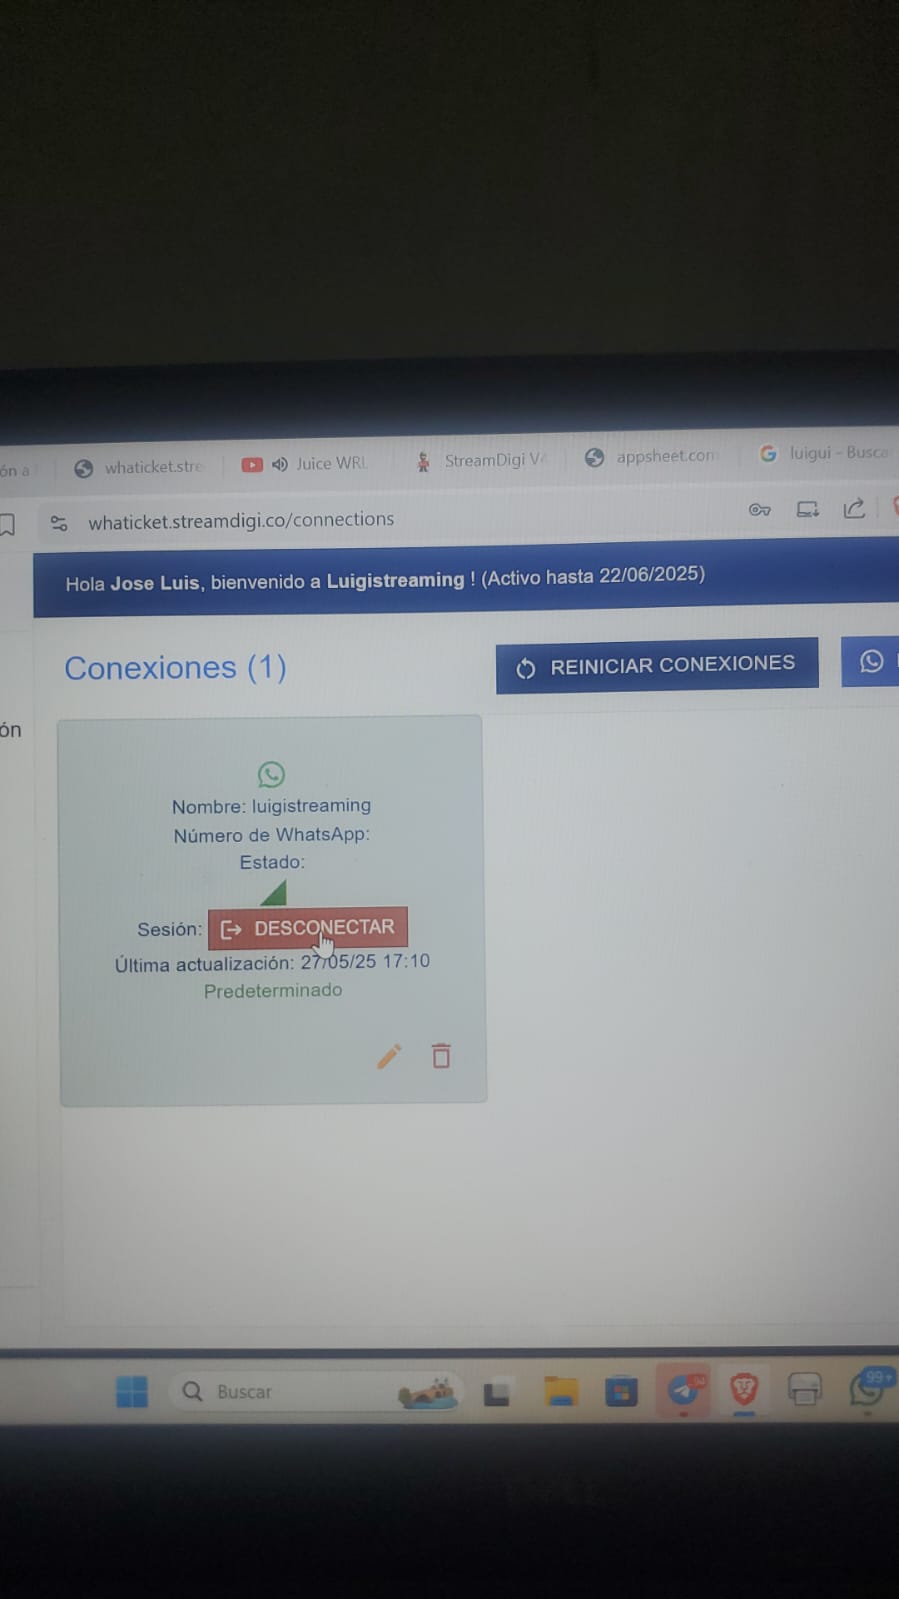 ón a
whaticket.stre
Juice WRL
StreamDigi V
appsheet.com
luigui - Busca
whaticket.streamdigi.co/connections
Hola Jose Luis, bienvenido a Luigistreaming ! (Activo hasta 22/06/2025)
Conexiones (1)
REINICIAR CONEXIONES
ón
Nombre: luigistreaming
Número de WhatsApp:
Estado:
Sesión: DESCONECTAR
Última actualización: 27/05/25 17:10
Predeterminado
Buscar
94
99+